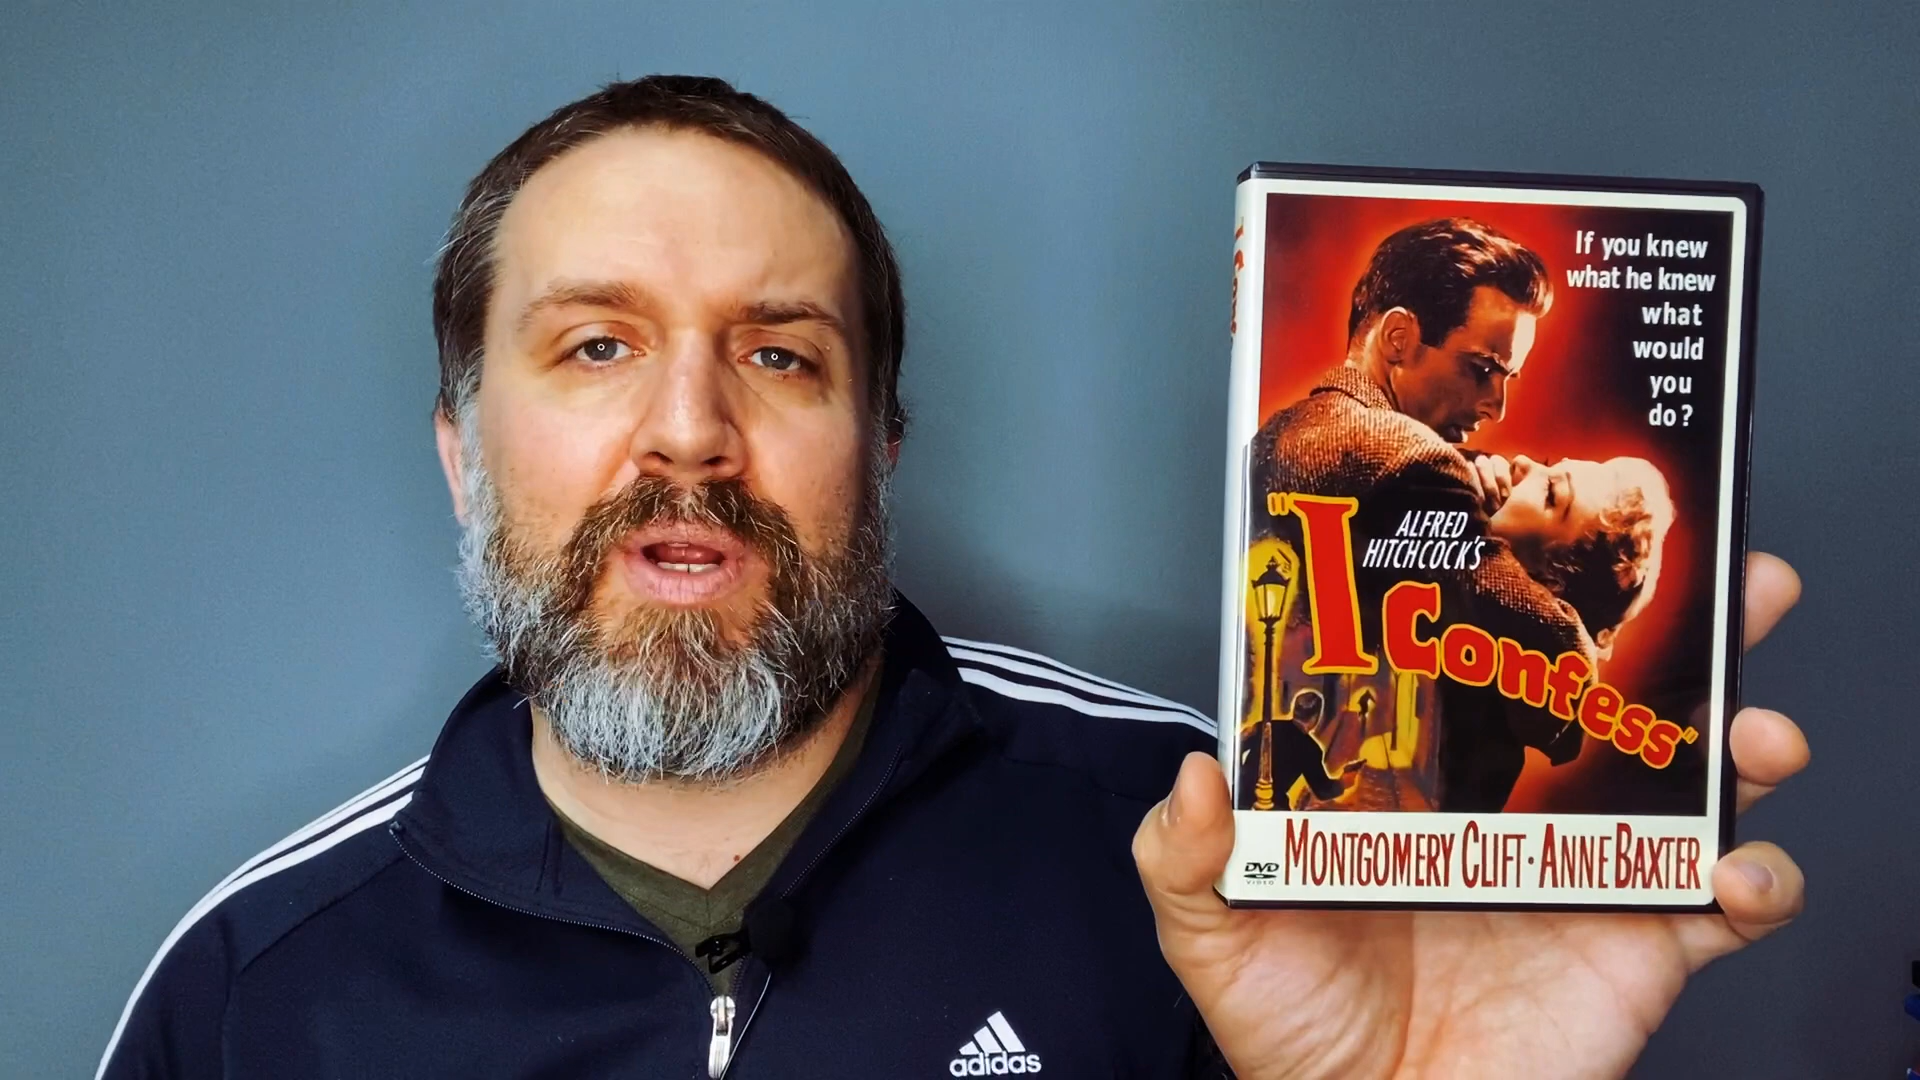 If you knew
what he knew
what
would
you
do?
ALFRED
HITCHCOCK'S
"I Confess"
DVD
VIDEO
MONTGOMERY CLIFT · ANNE BAXTER
adidas